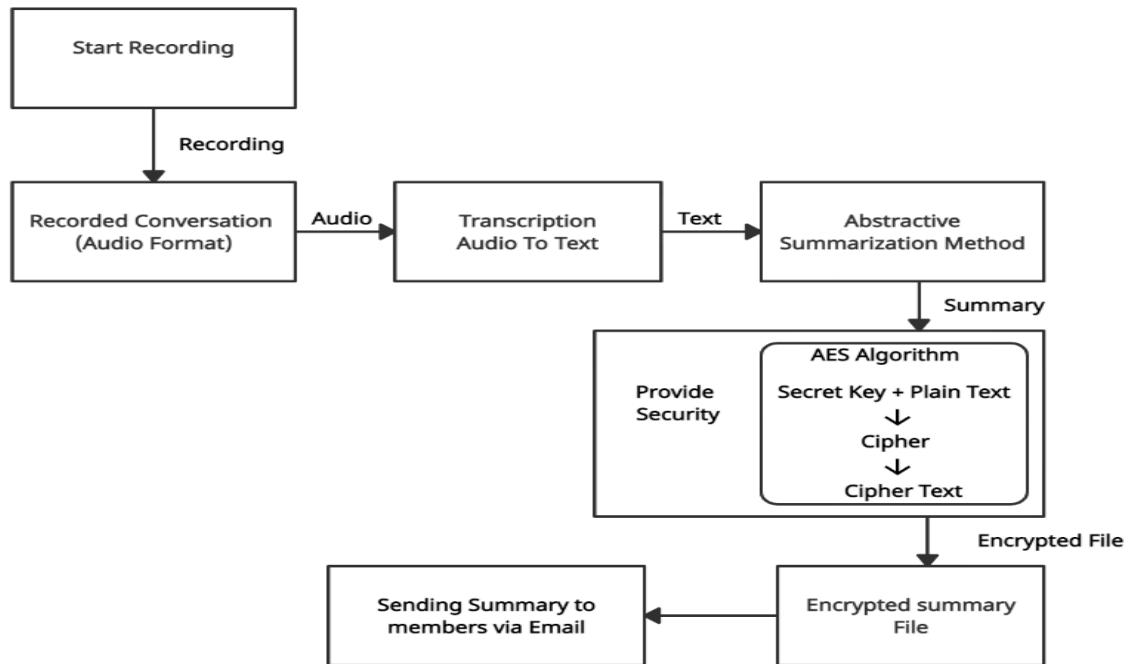 Start Recording
Recording
Recorded Conversation
(Audio Format)
Audio
Transcription
Audio To Text
Text
Abstractive
Summarization Method
Summary
Provide
Security
AES Algorithm
Secret Key + Plain Text
Cipher
Cipher Text
Encrypted File
Encrypted summary
File
Sending Summary to
members via Email